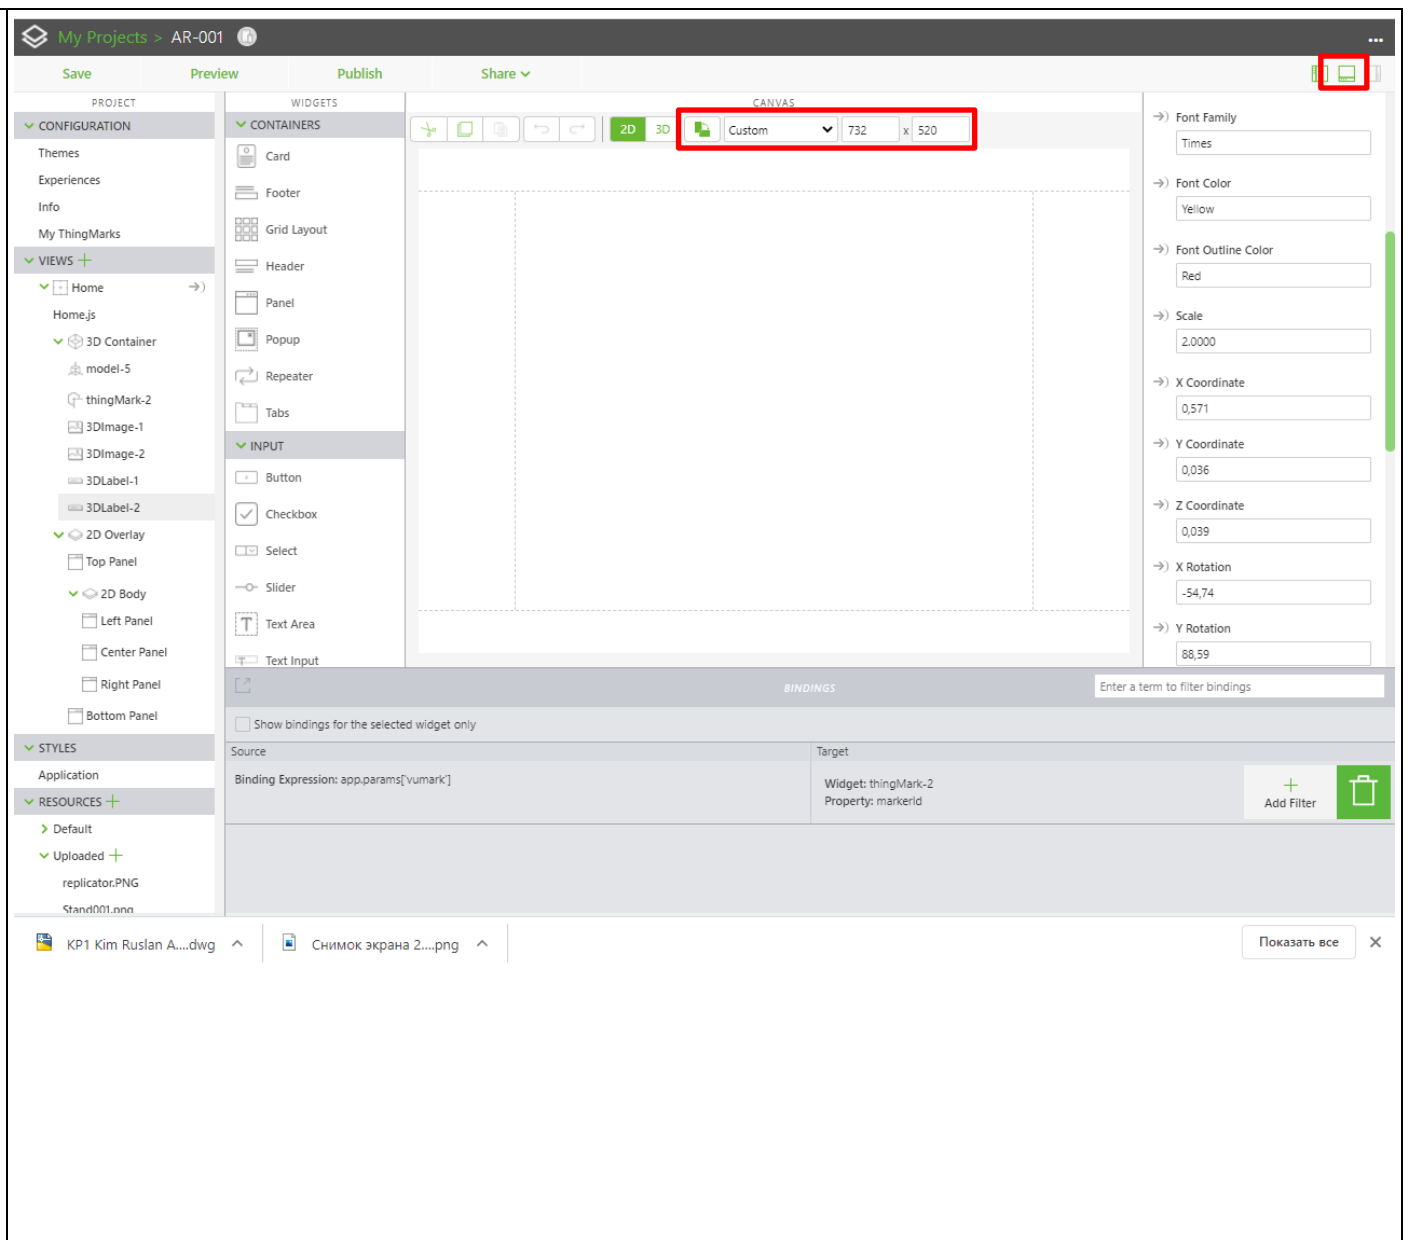 My Projects > AR-001
...
Save
Preview
Publish
Share
PROJECT
CONFIGURATION
Themes
Experiences
Info
My ThingMarks
VIEWS
Home
Home.js
3D Container
model-5
thingMark-2
3DImage-1
3DImage-2
3DLabel-1
3DLabel-2
2D Overlay
Top Panel
2D Body
Left Panel
Center Panel
Right Panel
Bottom Panel
STYLES
Application
RESOURCES
Default
Uploaded
replicator.PNG
Stand001.png
WIDGETS
CONTAINERS
Card
Footer
Grid Layout
Header
Panel
Popup
Repeater
Tabs
INPUT
Button
Checkbox
Select
Slider
Text Area
Text Input
CANVAS
2D 3D Custom 732 x 520
Font Family
Times
Font Color
Yellow
Font Outline Color
Red
Scale
2.0000
X Coordinate
0,571
Y Coordinate
0,036
Z Coordinate
0,039
X Rotation
-54,74
Y Rotation
88,59
BINDINGS
Enter a term to filter bindings
Show bindings for the selected widget only
Source
Target
Binding Expression: app.params['vumark']
Widget: thingMark-2
Property: markerId
Add Filter
KP1 Kim Ruslan A....dwg
Снимок экрана 2....png
Показать все